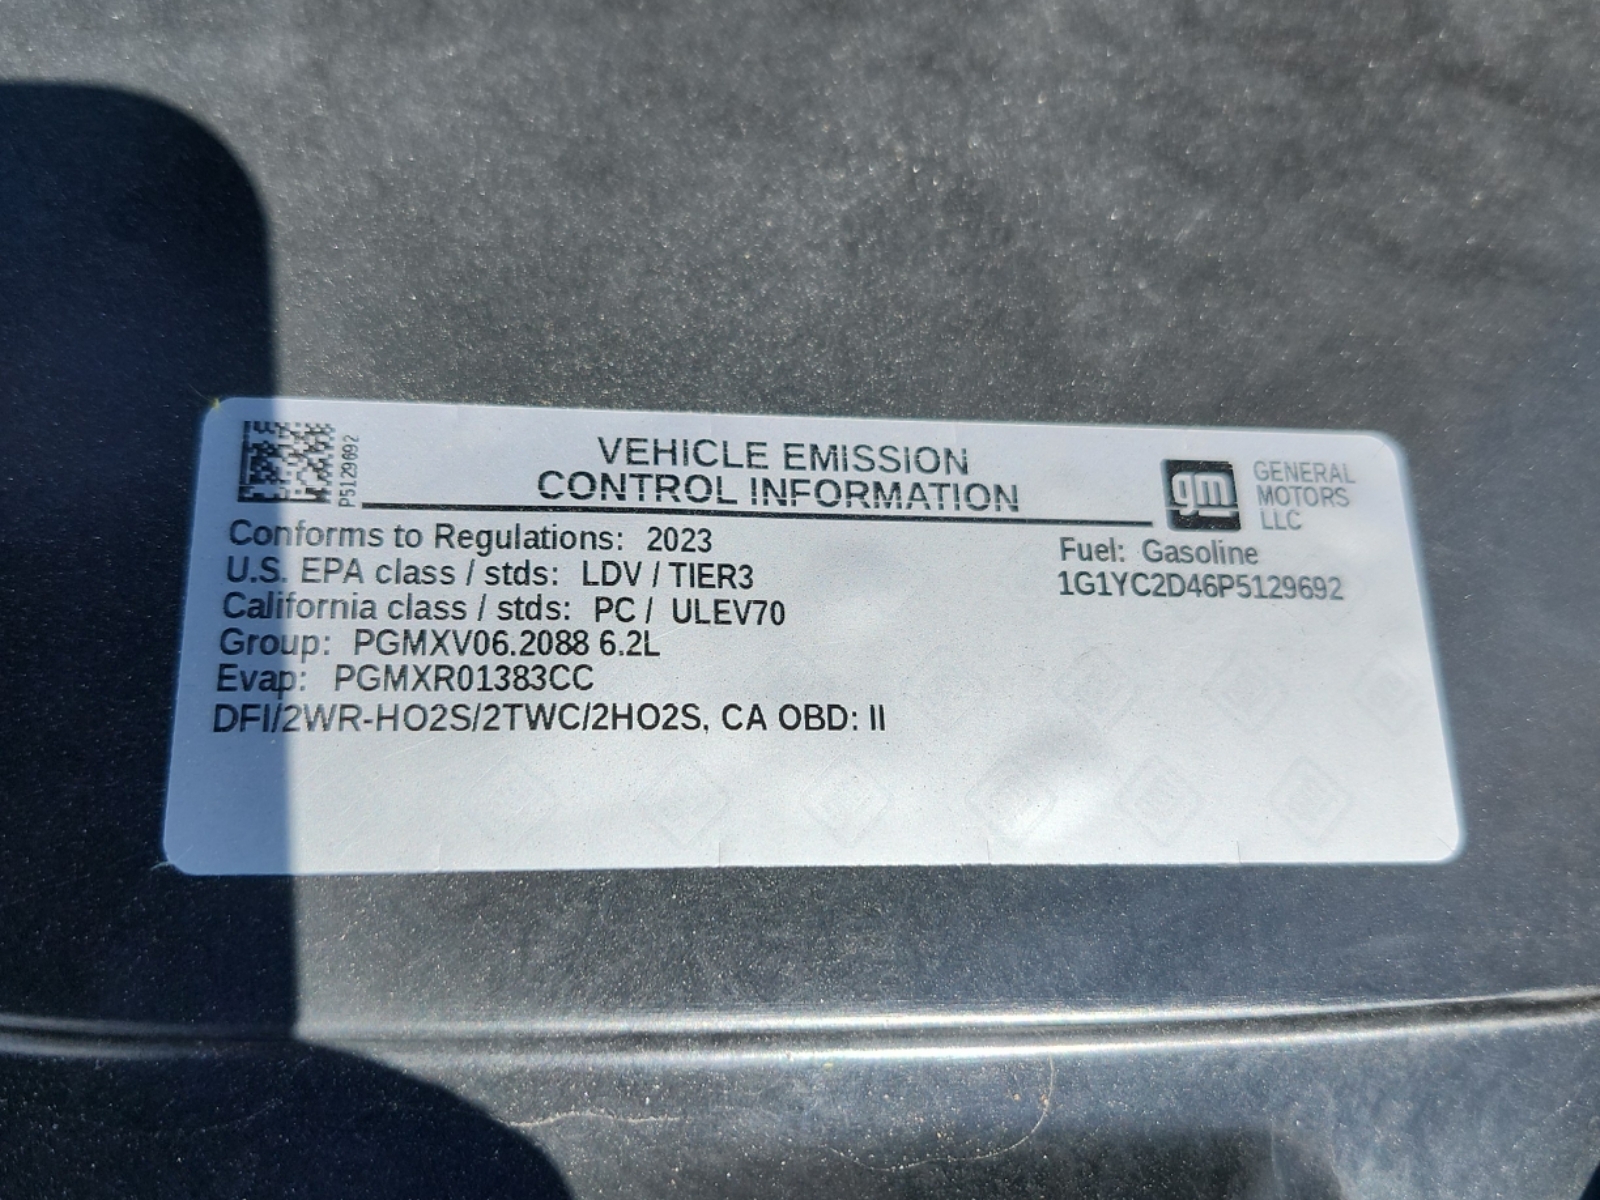 P5129692
VEHICLE EMISSION
CONTROL INFORMATION
gm
GENERAL
MOTORS
LLC
Conforms to Regulations: 2023
U.S. EPA class / stds: LDV / TIER3
California class / stds: PC / ULEV70
Group: PGMXV06.2088 6.2L
Evap: PGMXR01383CC
DFI/2WR-HO2S/2TWC/2HO2S, CA OBD: II
Fuel: Gasoline
1G1YC2D46P5129692